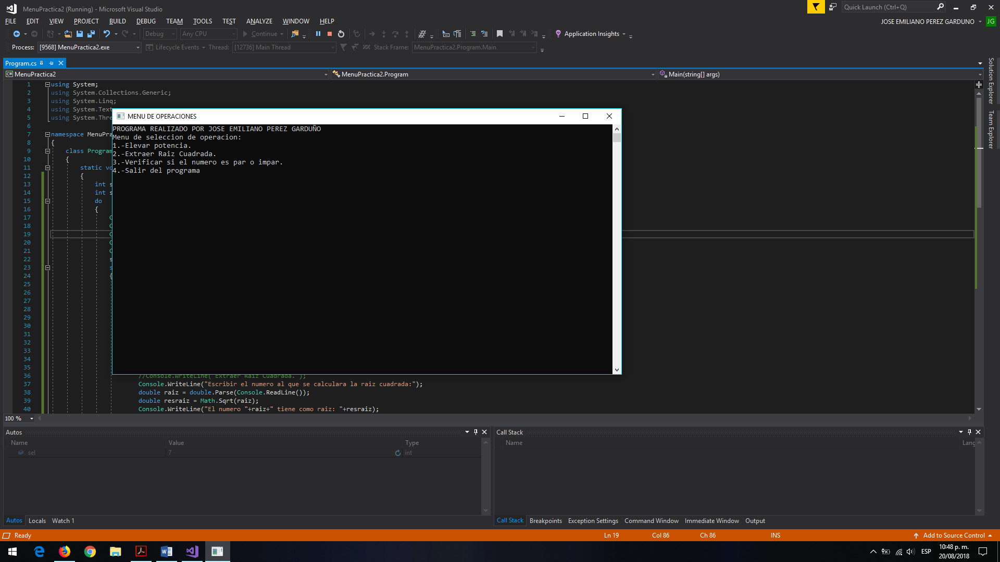 MenuPractica2 (Running) - Microsoft Visual Studio
Quick Launch (Ctrl+Q)
FILE EDIT VIEW PROJECT BUILD DEBUG TEAM TOOLS TEST ANALYZE WINDOW HELP
JOSE EMILIANO PEREZ GARDUNO JG
Debug Any CPU Continue Application Insights
Process: [9568] MenuPractica2.exe Lifecycle Events Thread: [12736] Main Thread Stack Frame: MenuPractica2.Program.Main
Program.cs
C# MenuPractica2 MenuPractica2.Program Main(string[] args)
Solution Explorer
Team Explorer
1 using System;
2 using System.Collections.Generic;
3 using System.Linq;
4 using System.Text
5 using System.Thre
6
7 namespace MenuPra
8 {
9 class Program
10 {
11 static vo
12 {
13 int s
14 int s
15 do
16 {
17 C
18 C
19 C
20 C
21 C
22 s
23 s
24 {
25
26
27
28
29
30
31
32
33
34
35
36 //Console.WriteLine("Extraer Raiz Cuadrada.");
37 Console.WriteLine("Escribir el numero al que se calculara la raiz cuadrada:");
38 double raiz = double.Parse(Console.ReadLine());
39 double resraiz = Math.Sqrt(raiz);
40 Console.WriteLine("El numero "+raiz+" tiene como raiz: "+resraiz);
MENU DE OPERACIONES
PROGRAMA REALIZADO POR JOSE EMILIANO PEREZ GARDUÑO
Menu de seleccion de operacion:
1.-Elevar potencia.
2.-Extraer Raiz Cuadrada.
3.-Verificar si el numero es par o impar.
4.-Salir del programa
100 %
Autos
Name Value Type
sel 7 int
Autos Locals Watch 1
Call Stack
Name Lang
Call Stack Breakpoints Exception Settings Command Window Immediate Window Output
Ready Ln 19 Col 86 Ch 86 INS Add to Source Control
ESP
10:48 p. m.
20/08/2018